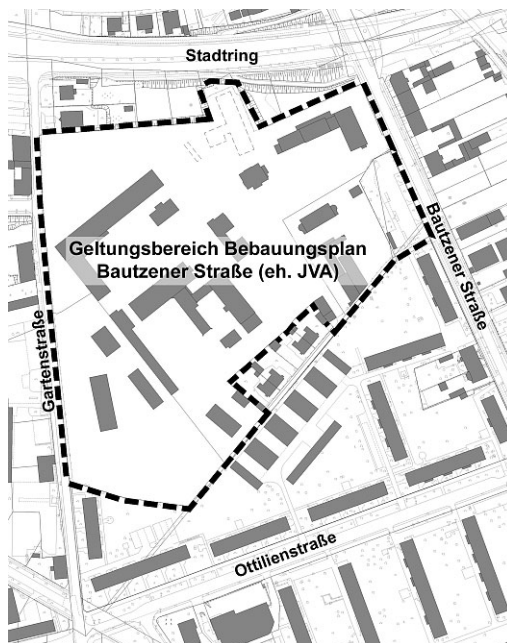 Stadtring
Geltungsbereich Bebauungsplan
Bautzener Straße (eh. JVA)
Bautzener Straße
Gartenstraße
Ottilienstraße